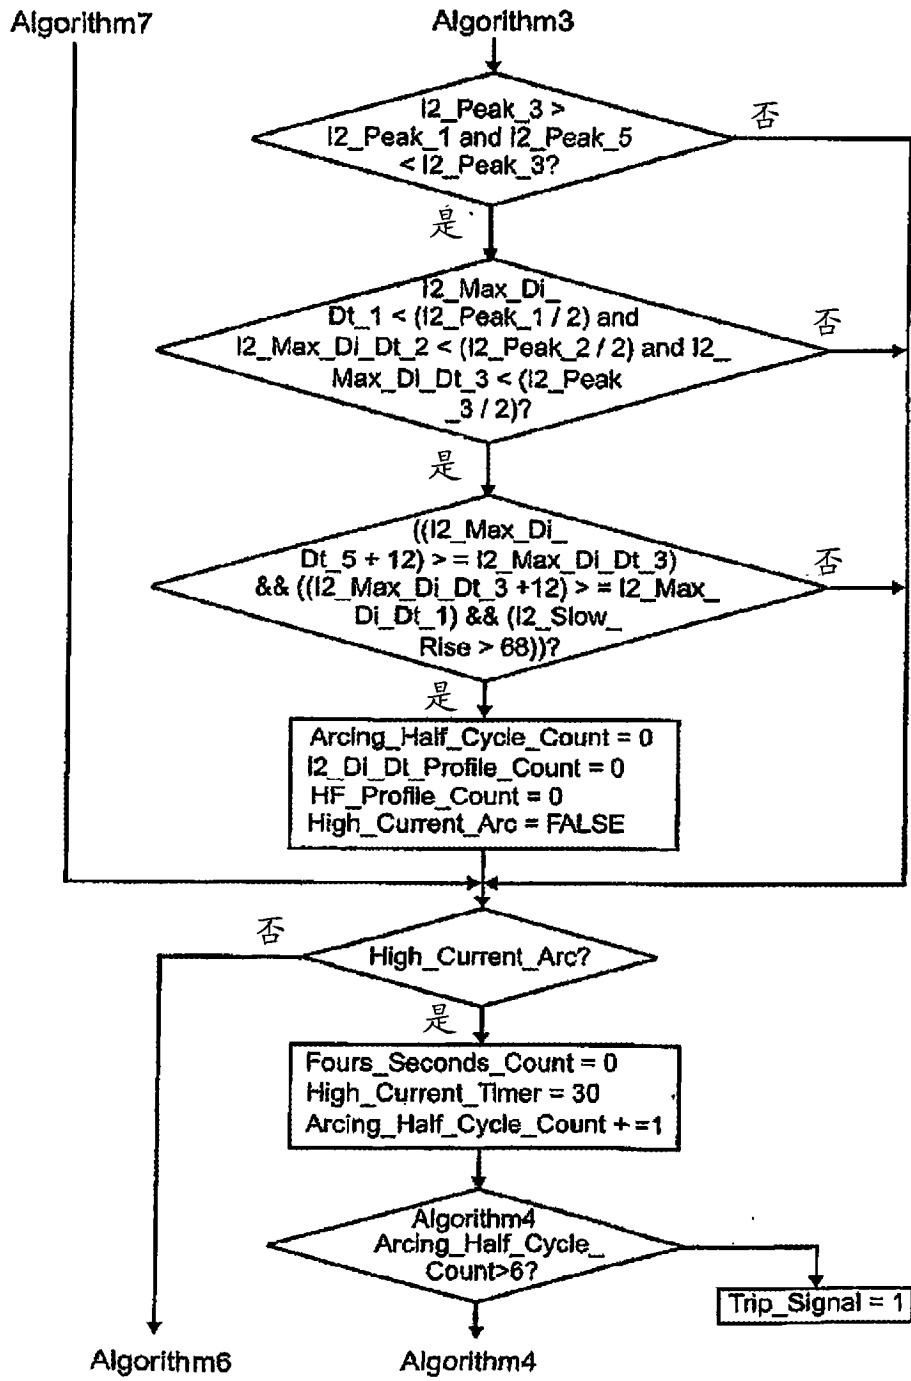 Algorithm7
Algorithm3
I2_Peak_3 >
I2_Peak_1 and I2_Peak_5
< I2_Peak_3?
否
是
I2_Max_Di_
Dt_1 < (I2_Peak_1 / 2) and
I2_Max_Di_Dt_2 < (I2_Peak_2 / 2) and I2_
Max_Di_Dt_3 < (I2_Peak
_3 / 2)?
否
是
((I2_Max_Di_
Dt_5 + 12) > = I2_Max_Di_Dt_3)
&& ((I2_Max_Di_Dt_3 +12) > = I2_Max_
Di_Dt_1) && (I2_Slow_
Rise > 68))?
否
是
Arcing_Half_Cycle_Count = 0
I2_Di_Dt_Profile_Count = 0
HF_Profile_Count = 0
High_Current_Arc = FALSE
否
High_Current_Arc?
是
Fours_Seconds_Count = 0
High_Current_Timer = 30
Arcing_Half_Cycle_Count + =1
Algorithm4
Arcing_Half_Cycle_
Count>6?
Trip_Signal = 1
Algorithm6
Algorithm4